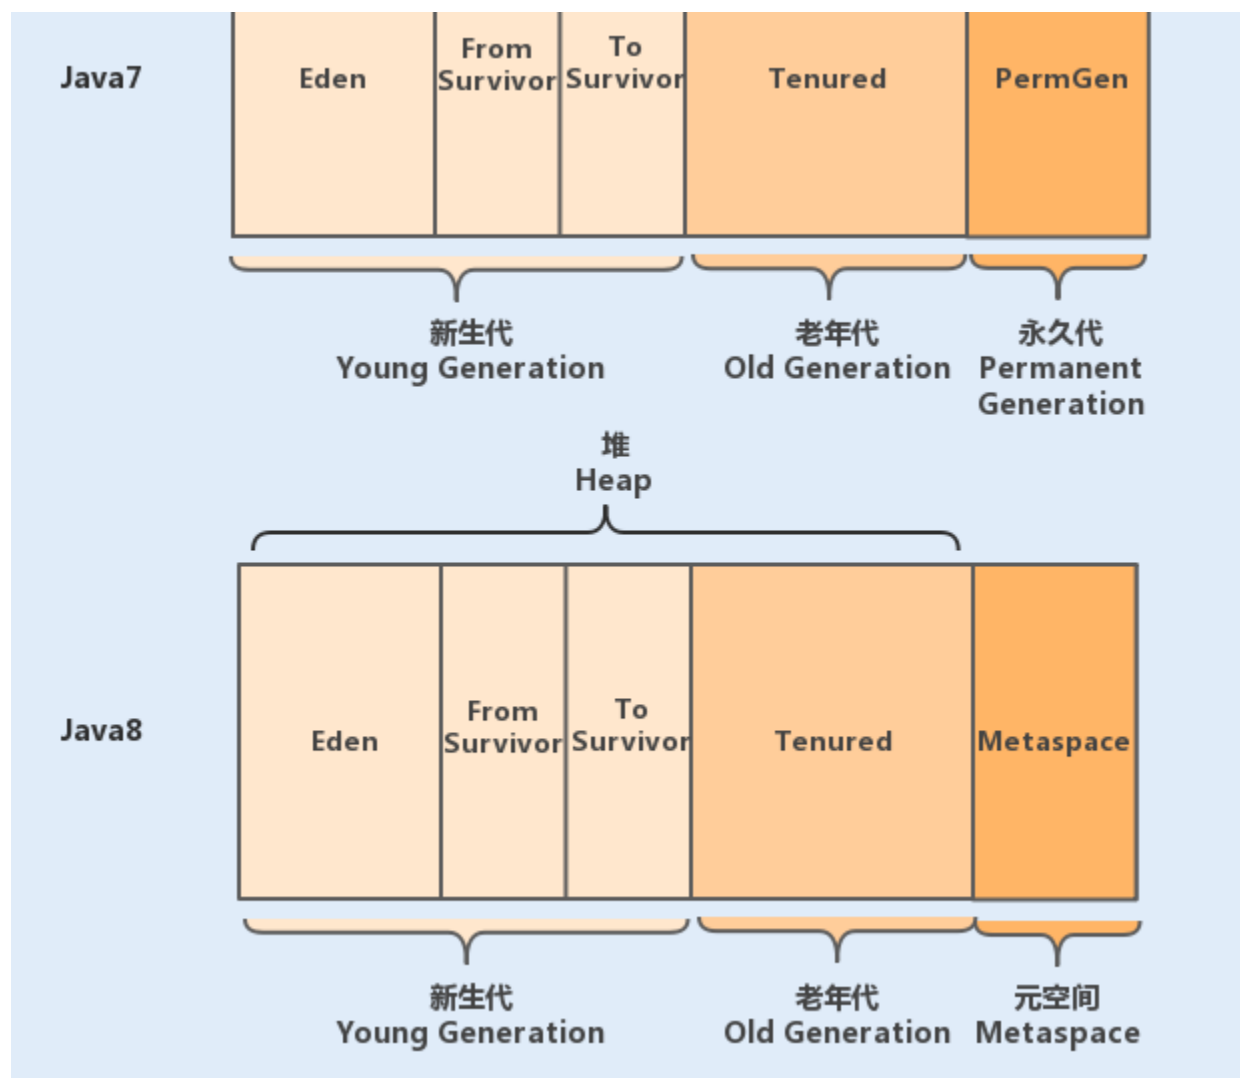 Java7
Eden
From
Survivor
To
Survivor
Tenured
PermGen
新生代
Young Generation
老年代
Old Generation
永久代
Permanent
Generation
堆
Heap
Java8
Eden
From
Survivor
To
Survivor
Tenured
Metaspace
新生代
Young Generation
老年代
Old Generation
元空间
Metaspace